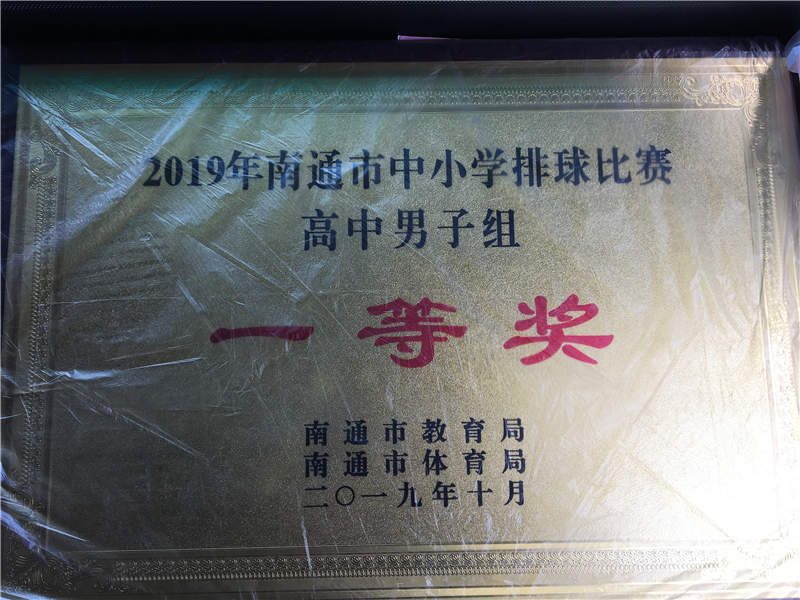 2019年南通市中小学排球比赛
高中男子组
一等奖
南通市教育局
南通市体育局
二〇一九年十月